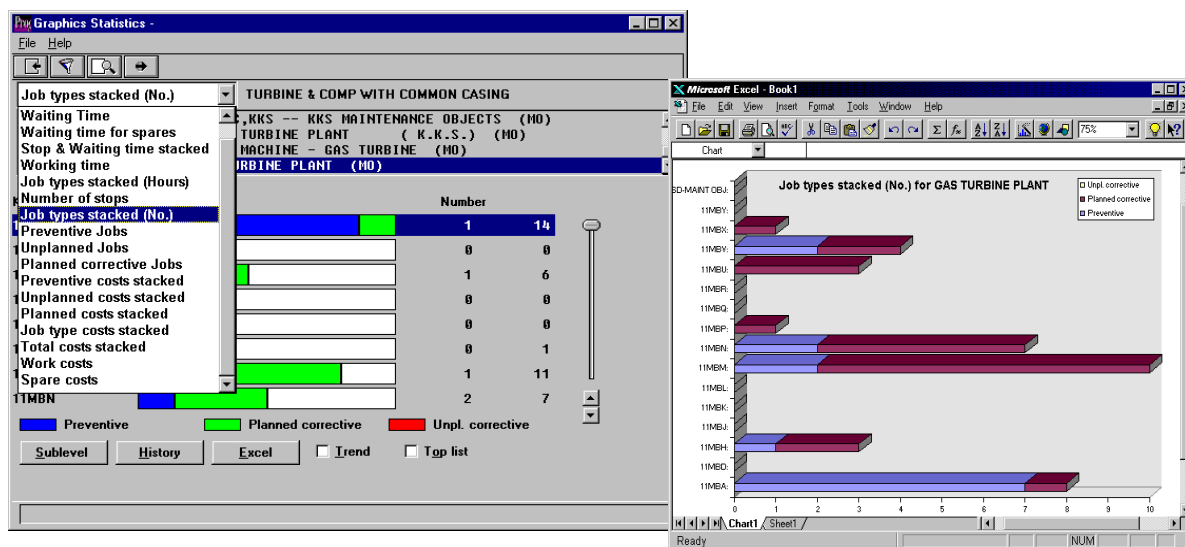 Graphics Statistics -
File Help
Job types stacked (No.)
TURBINE & COMP WITH COMMON CASING
,KKS -- KKS MAINTENANCE OBJECTS (MO)
TURBINE PLANT ( K.K.S.) (MO)
MACHINE - GAS TURBINE (MO)
TURBINE PLANT (MO)
Waiting Time
Waiting time for spares
Stop & Waiting time stacked
Working time
Job types stacked (Hours)
Number of stops
Job types stacked (No.)
Preventive Jobs
Unplanned Jobs
Planned corrective Jobs
Preventive costs stacked
Unplanned costs stacked
Planned costs stacked
Job type costs stacked
Total costs stacked
Work costs
Spare costs
Number
1 14
0 0
1 6
0 0
0 0
0 1
1 11
11MBN 2 7
Preventive Planned corrective Unpl. corrective
Sublevel History Excel Trend Top list
Microsoft Excel - Book1
File Edit View Insert Format Tools Window Help
75%
Chart
Job types stacked (No.) for GAS TURBINE PLANT
Unpl. corrective
Planned corrective
Preventive
SD-MAINT OBJ:
11MBY:
11MBX:
11MBY:
11MBU:
11MBR:
11MBQ:
11MBP:
11MBN:
11MBM:
11MBL:
11MBK:
11MBJ:
11MBH:
11MBD:
11MBA:
0 1 2 3 4 5 6 7 8 9 10
Chart1 Sheet1
Ready NUM